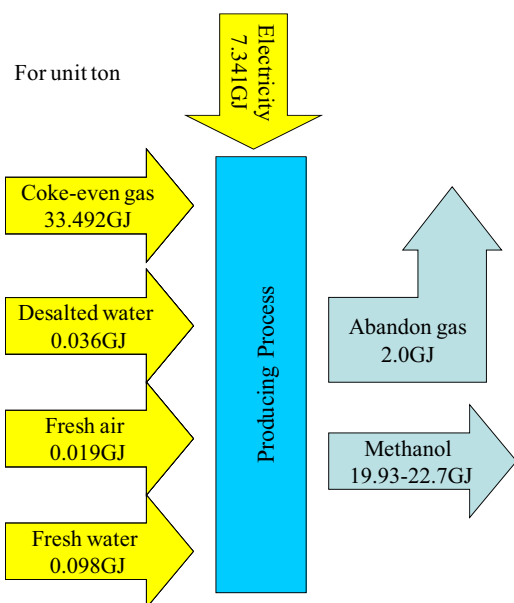 For unit ton
Electricity
7.341GJ
Coke-even gas
33.492GJ
Desalted water
0.036GJ
Fresh air
0.019GJ
Fresh water
0.098GJ
Producing Process
Abandon gas
2.0GJ
Methanol
19.93-22.7GJ